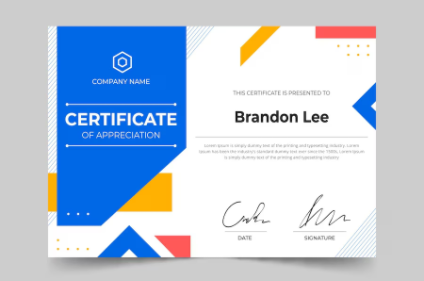 COMPANY NAME
CERTIFICATE
OF APPRECIATION
THIS CERTIFICATE IS PRESENTED TO
Brandon Lee
Lorem ipsum is simply dummy text of the printing and typesetting industry.
Lorem Ipsum has been the industry's standard dummy text ever since the 1500s, Lorem Ipsum is
simply dummy text of the printing and typesetting industry.
DATE
SIGNATURE